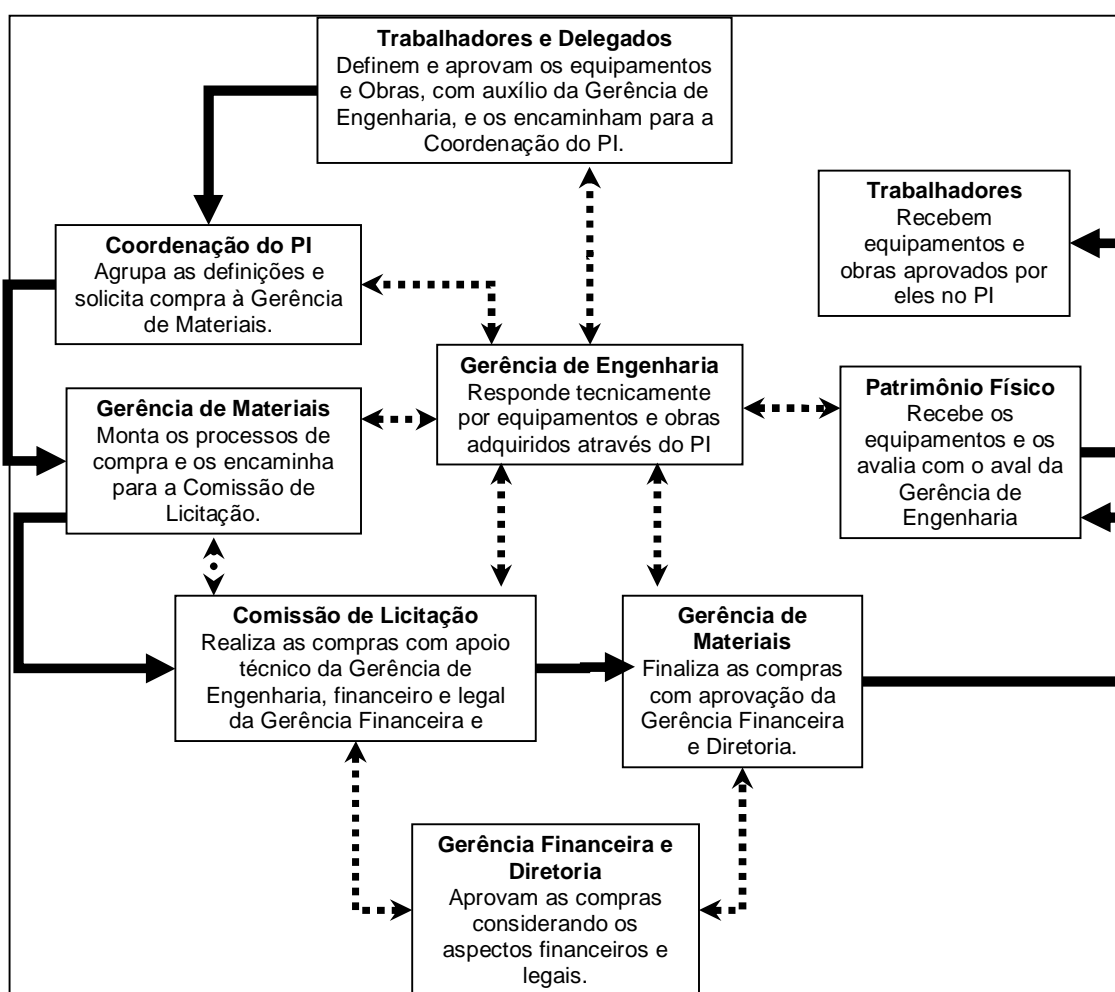 Trabalhadores e Delegados
Definem e aprovam os equipamentos
e Obras, com auxílio da Gerência de
Engenharia, e os encaminham para a
Coordenação do PI.
Trabalhadores
Recebem
equipamentos e
obras aprovados por
eles no PI
Coordenação do PI
Agrupa as definições e
solicita compra à Gerência
de Materiais.
Gerência de Engenharia
Responde tecnicamente
por equipamentos e obras
adquiridos através do PI
Patrimônio Físico
Recebe os
equipamentos e os
avalia com o aval da
Gerência de
Engenharia
Gerência de Materiais
Monta os processos de
compra e os encaminha
para a Comissão de
Licitação.
Comissão de Licitação
Realiza as compras com apoio
técnico da Gerência de
Engenharia, financeiro e legal
da Gerência Financeira e
Gerência de
Materiais
Finaliza as compras
com aprovação da
Gerência Financeira
e Diretoria.
Gerência Financeira e
Diretoria
Aprovam as compras
considerando os
aspectos financeiros e
legais.